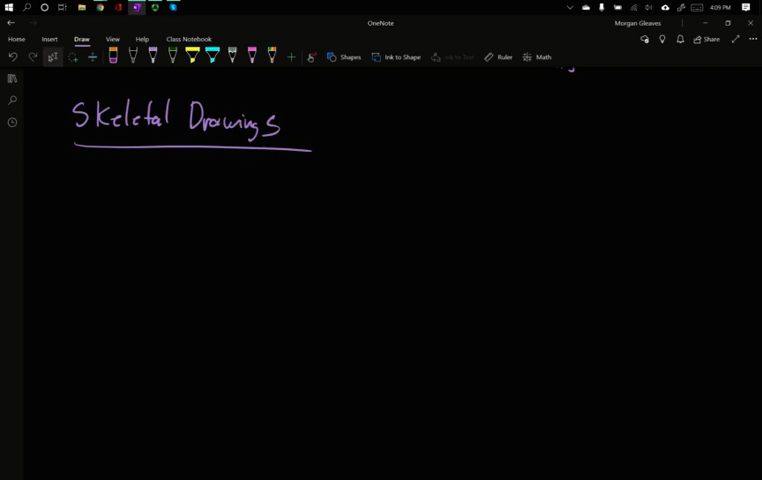 4:09 PM
OneNote
Morgan Gleaves
Home Insert Draw View Help Class Notebook
Share
Shapes Ink to Shape Ink to Text Ruler Math
Skeletal Drawings